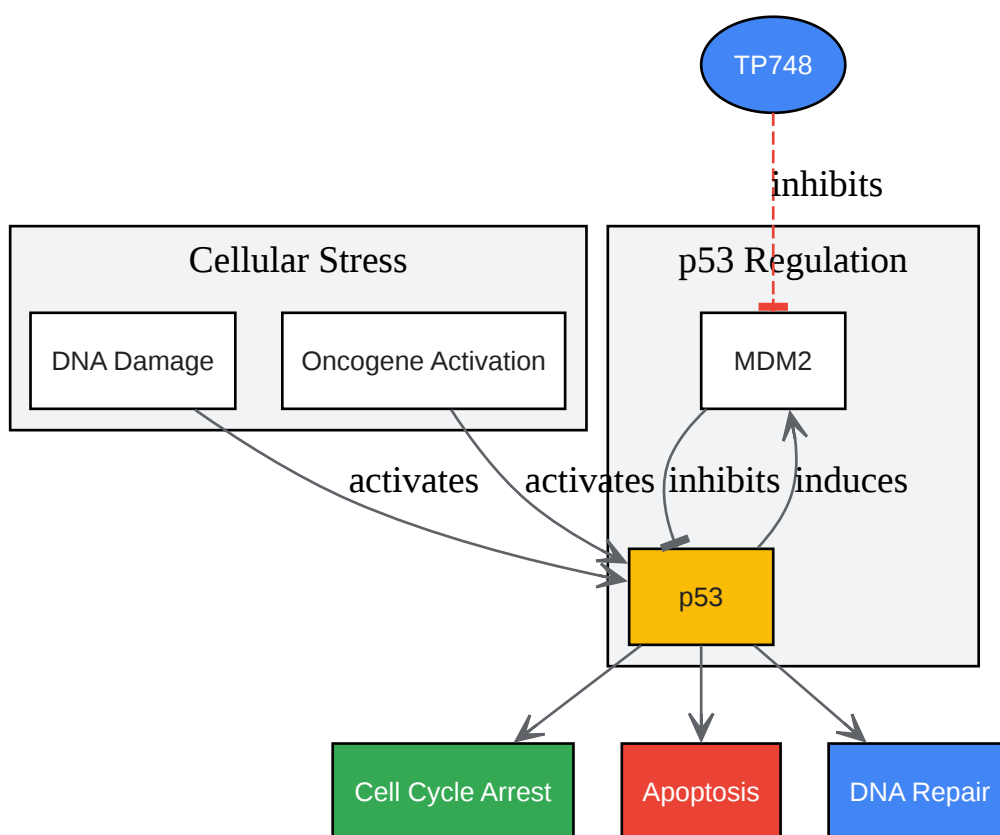 TP748
inhibits
Cellular Stress
p53 Regulation
DNA Damage
Oncogene Activation
MDM2
activates
activates
inhibits
induces
p53
Cell Cycle Arrest
Apoptosis
DNA Repair